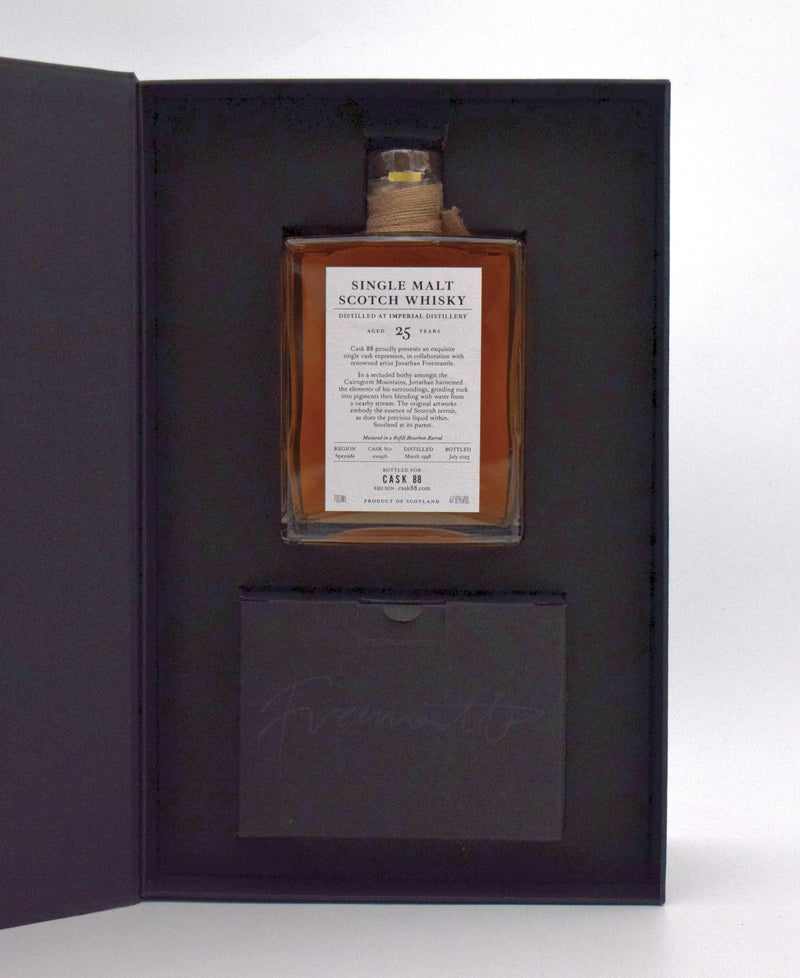 SINGLE MALT
SCOTCH WHISKY
DISTILLED AT IMPERIAL DISTILLERY
AGED 25 YEARS
Cask 88 proudly presents an exquisite
single cask expression, in collaboration with
renowned artist Jonathan Freemantle.
In a secluded bothy amongst the
Cairngorm Mountains, Jonathan harnessed
the elements of his surroundings, grinding rock
into pigments then blending with water from
a nearby stream. The original artworks
embody the essence of Scottish terroir,
as does the precious liquid within.
Scotland at its purest.
Matured in a Refill Bourbon Barrel
REGION CASK NO DISTILLED BOTTLED
Speyside March 1998 July 2023
BOTTLED FOR
CASK 88
cask88.com
700ML PRODUCT OF SCOTLAND